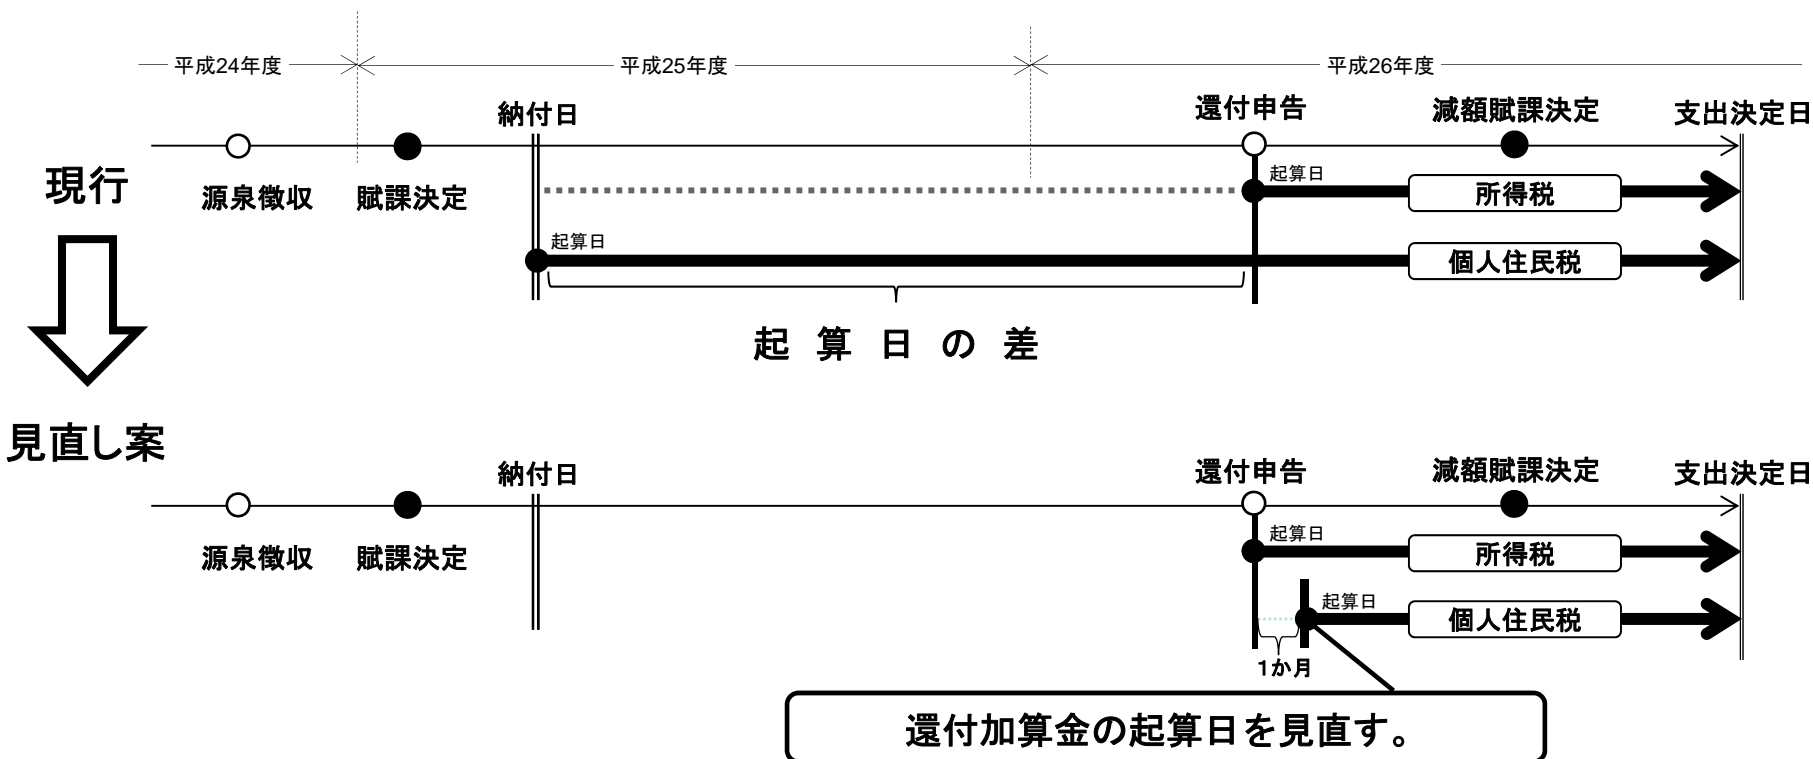 平成24年度
平成25年度
平成26年度
納付日
還付申告
減額賦課決定
支出決定日
現行
源泉徴収
賦課決定
起算日
所得税
起算日
個人住民税
起算日の差
見直し案
納付日
還付申告
減額賦課決定
支出決定日
源泉徴収
賦課決定
起算日
所得税
起算日
個人住民税
1か月
還付加算金の起算日を見直す。